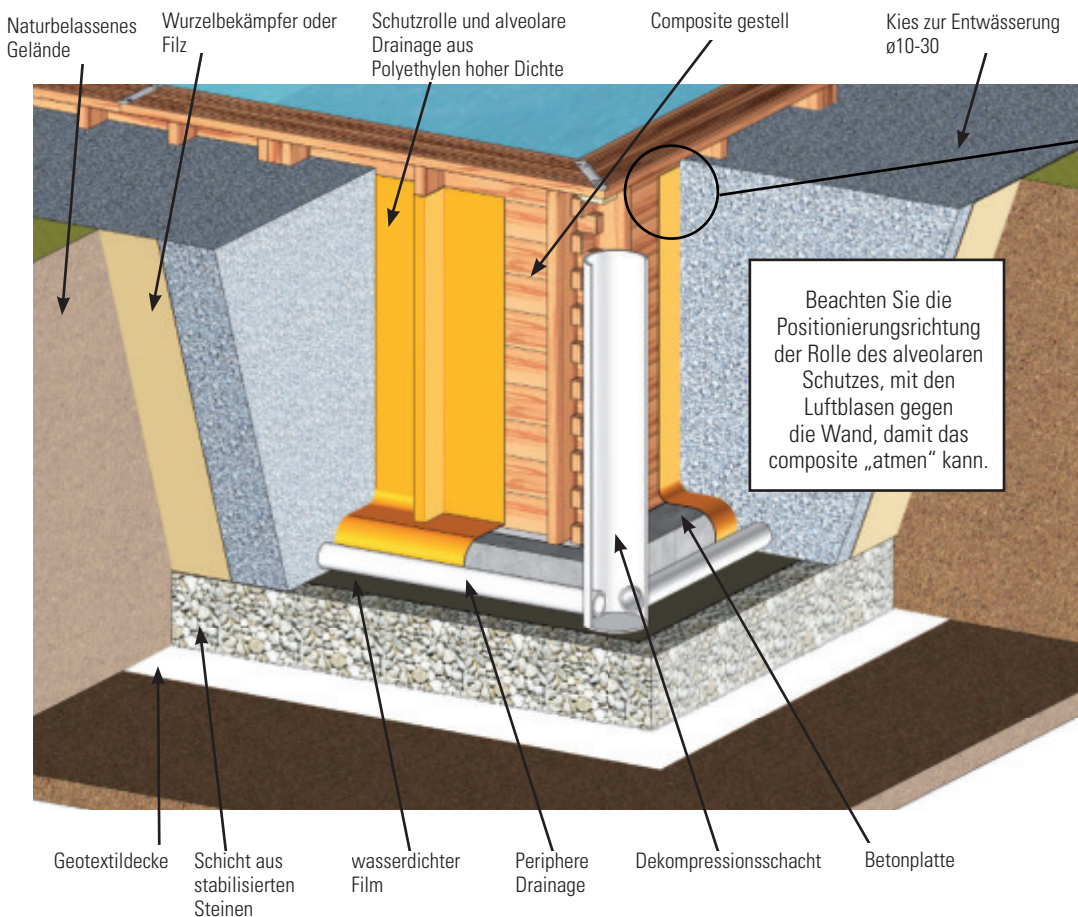 Naturbelassenes
Gelände
Wurzelbekämpfer oder
Filz
Schutzrolle und alveolare
Drainage aus
Polyethylen hoher Dichte
Composite gestell
Kies zur Entwässerung
ø10-30
Beachten Sie die
Positionierungsrichtung
der Rolle des alveolaren
Schutzes, mit den
Luftblasen gegen
die Wand, damit das
composite „atmen“ kann.
Geotextildecke
Schicht aus
stabilisierten
Steinen
wasserdichter
Film
Periphere
Drainage
Dekompressionsschacht
Betonplatte